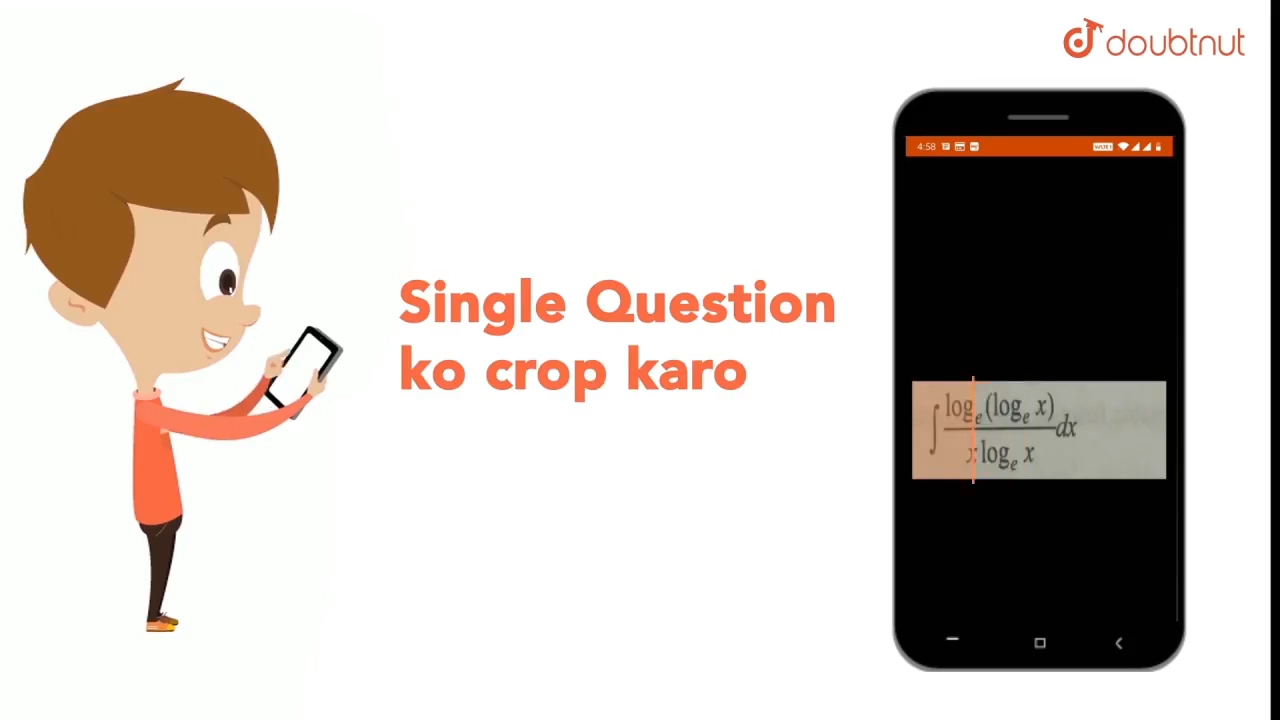 doubtnut
4:58
Single Question
ko crop karo
∫ logₑ(logₑ x) / x logₑ x dx